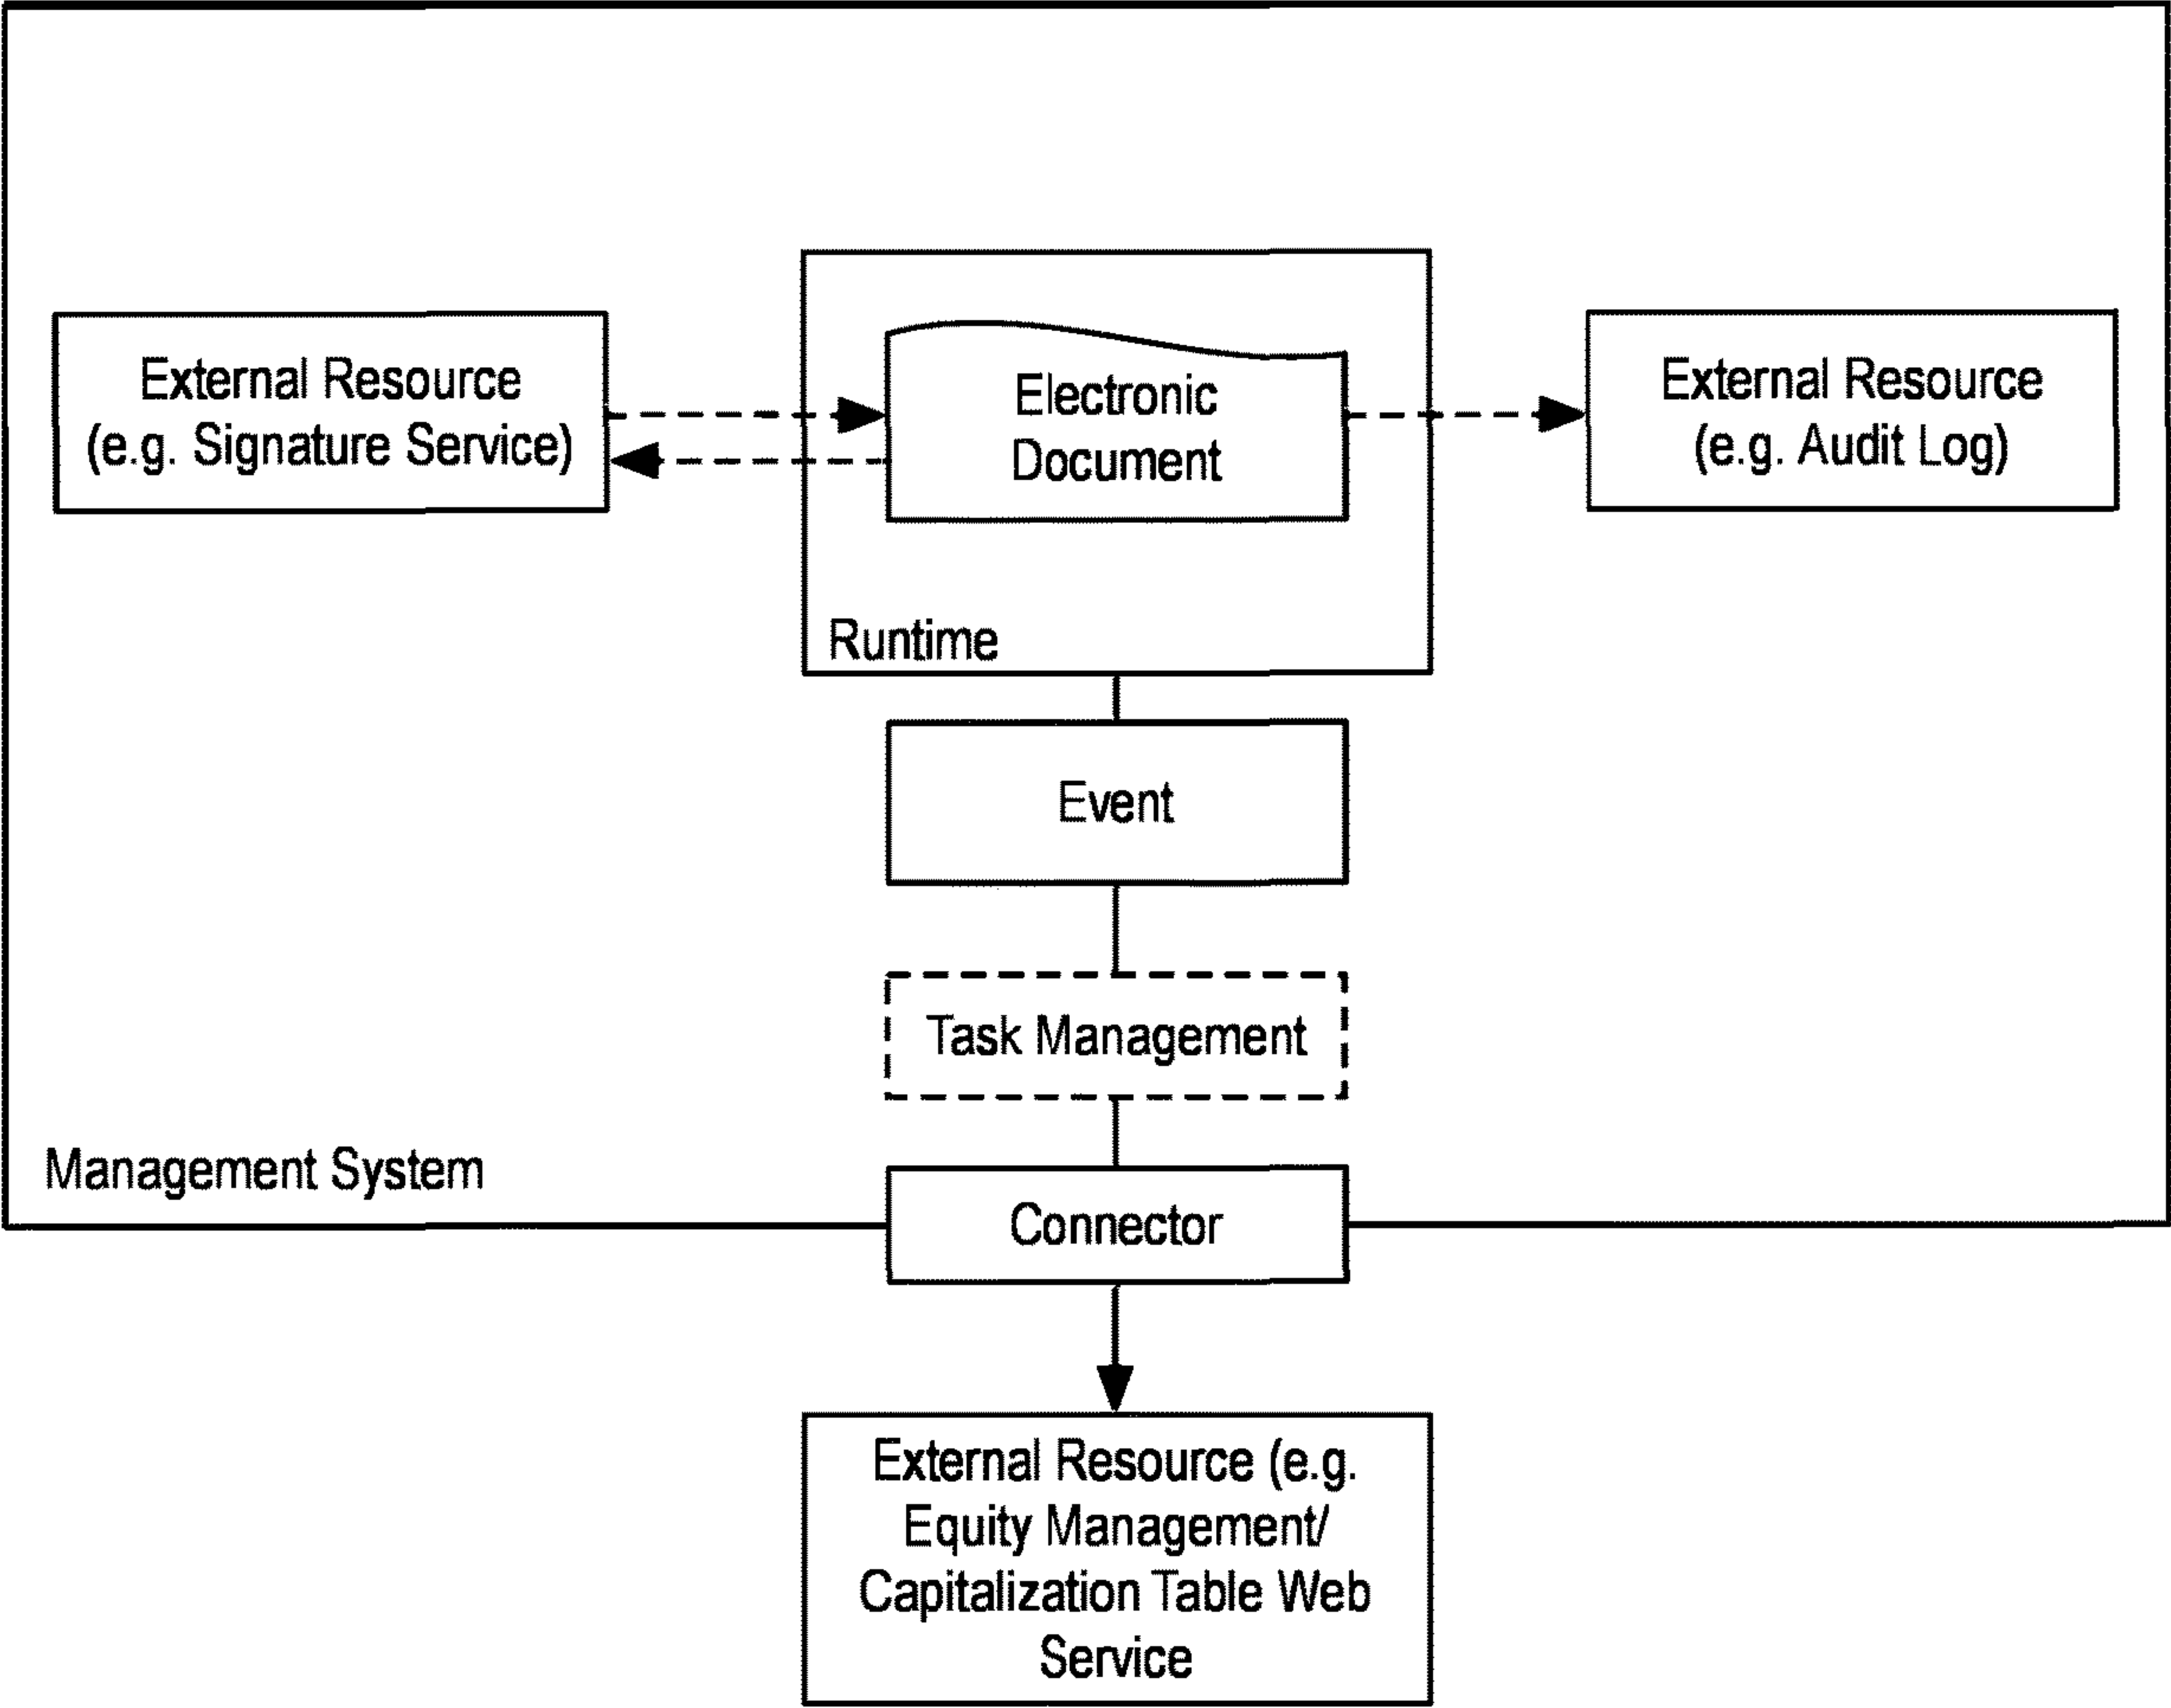 External Resource
(e.g. Signature Service)
Electronic
Document
External Resource
(e.g. Audit Log)
Runtime
Event
Task Management
Management System
Connector
External Resource (e.g.
Equity Management/
Capitalization Table Web
Service